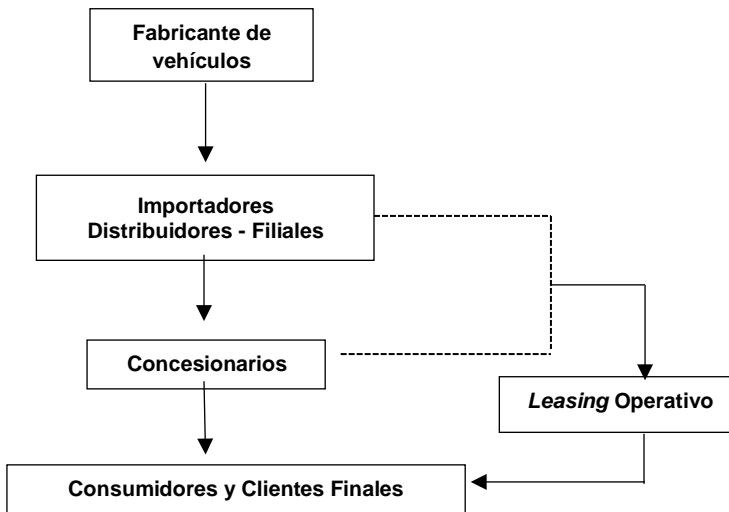 Fabricante de
vehículos
Importadores
Distribuidores - Filiales
Concesionarios
Leasing Operativo
Consumidores y Clientes Finales